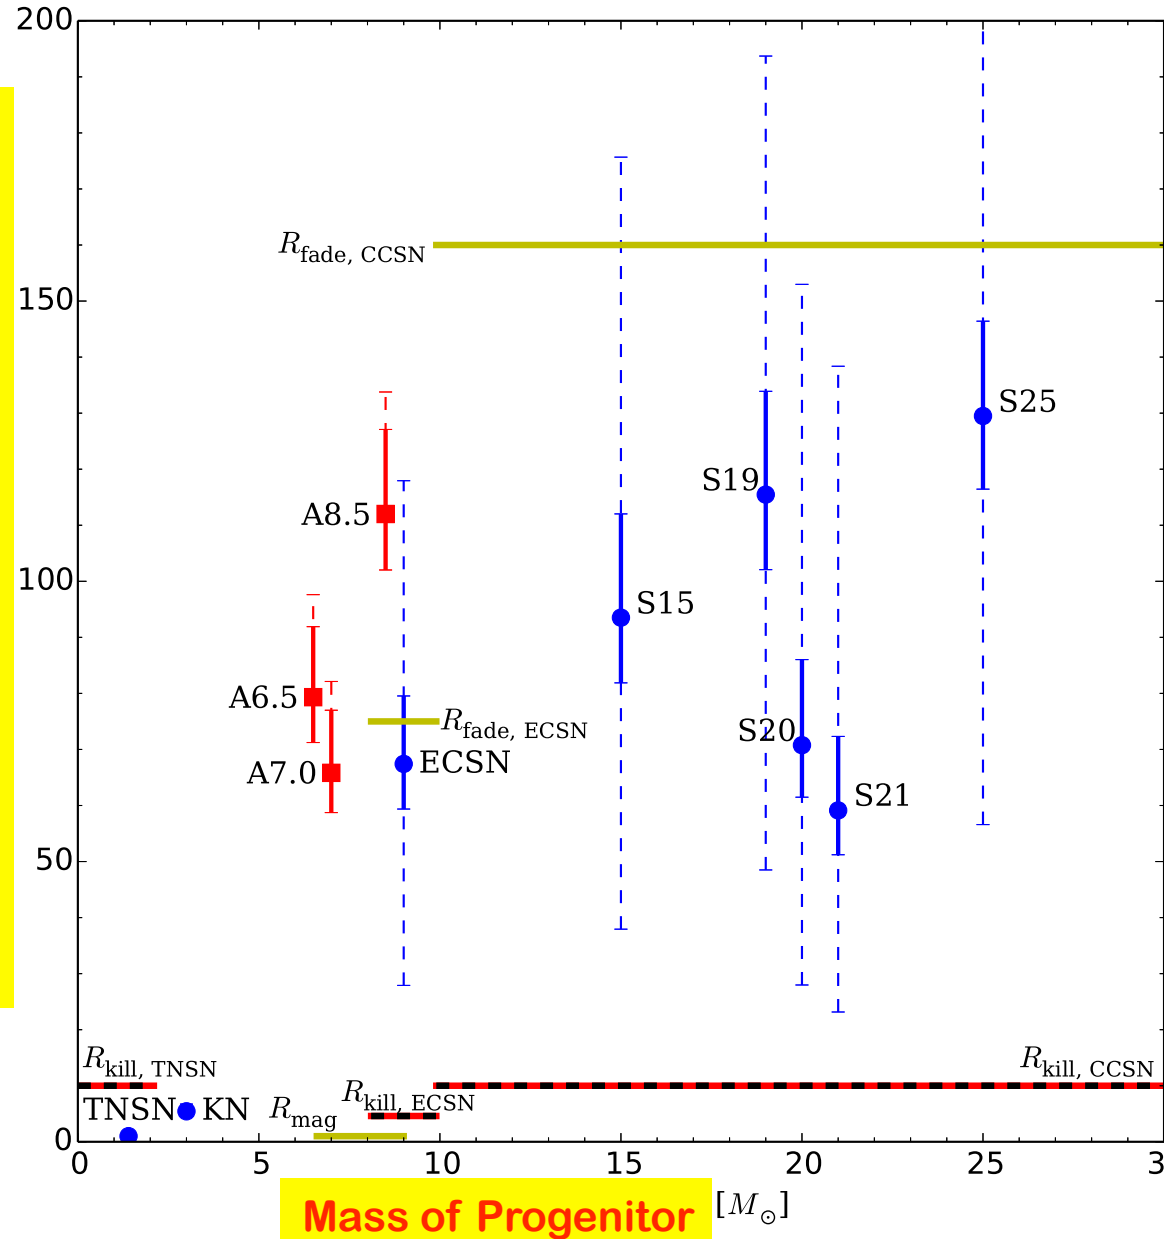 200
R_fade, CCSN
150
S25
S19
A8.5
100
S15
A6.5
R_fade, ECSN
S20
A7.0
ECSN
S21
50
R_kill, TNSN
R_kill, CCSN
R_kill, ECSN
TNSN KN
R_mag
0
0 5 10 15 20 25 3
Mass of Progenitor [M_⊙]